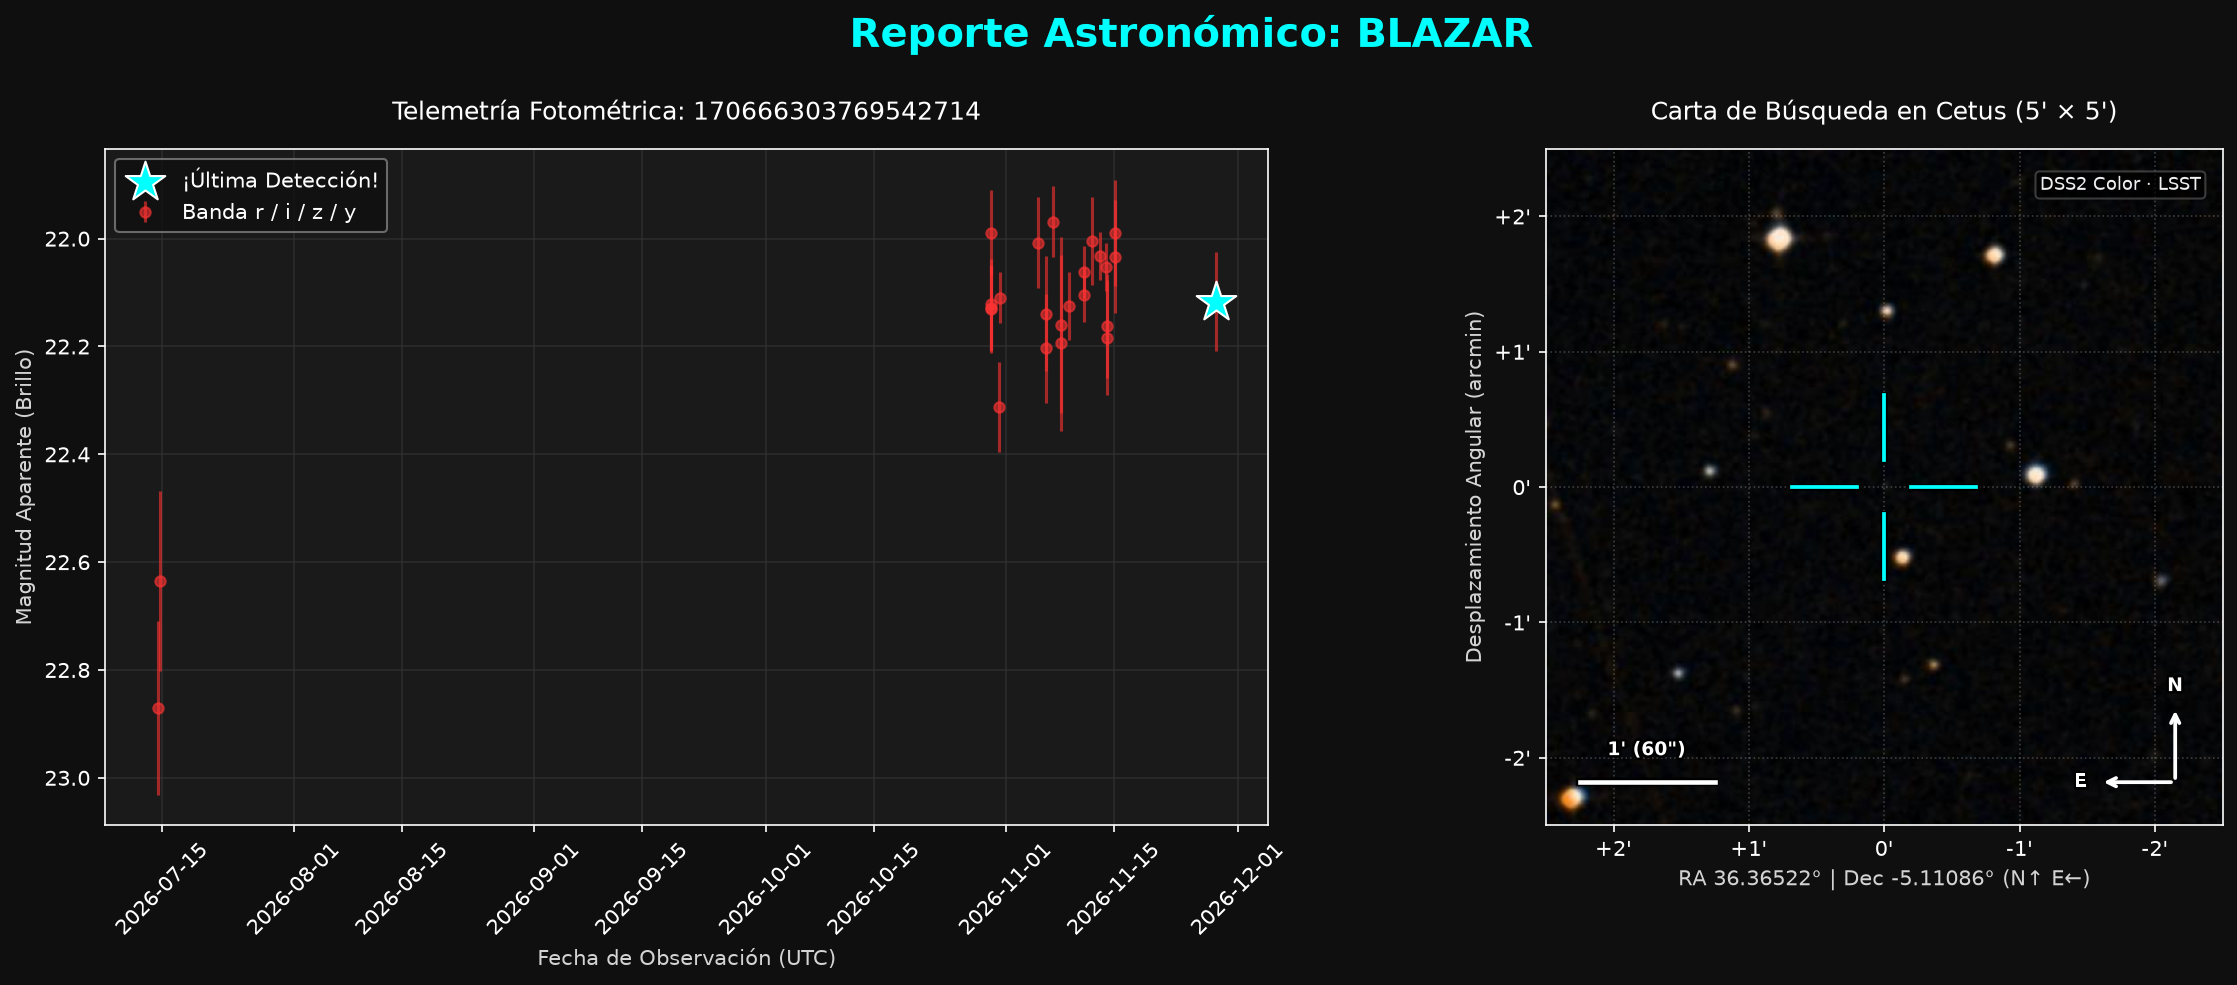 Reporte Astronómico: BLAZAR
Telemetría Fotométrica: 170666303769542714
¡Última Detección!
Banda r / i / z / y
Magnitud Aparente (Brillo)
22.0
22.2
22.4
22.6
22.8
23.0
2026-07-15
2026-08-01
2026-08-15
2026-09-01
2026-09-15
2026-10-01
2026-10-15
2026-11-01
2026-11-15
2026-12-01
Fecha de Observación (UTC)
Carta de Búsqueda en Cetus (5' × 5')
DSS2 Color · LSST
Desplazamiento Angular (arcmin)
+2'
+1'
0'
-1'
-2'
N
E
1' (60")
+2'
+1'
0'
-1'
-2'
RA 36.36522° | Dec -5.11086° (N↑ E←)